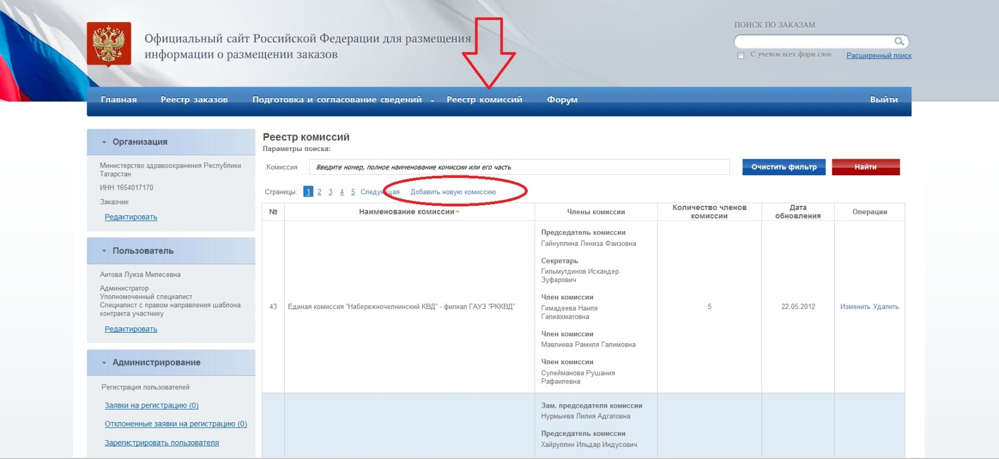 ПОИСК ПО ЗАКАЗАМ
Официальный сайт Российской Федерации для размещения
информации о размещении заказов
С учетом всех форм слов
Расширенный поиск
Главная
Реестр заказов
Подготовка и согласование сведений
Реестр комиссий
Форум
Выйти
Организация
Министерство здравоохранения Республики
Татарстан
ИНН 1654017170
Заказчик
Редактировать
Пользователь
Аитова Луиза Милесевна
Администратор
Уполномоченный специалист
Специалист с правом направления шаблона
контракта участнику
Редактировать
Администрирование
Регистрация пользователей
Заявки на регистрацию (0)
Отклоненные заявки на регистрацию (0)
Зарегистрировать пользователя
Реестр комиссий
Параметры поиска:
Комиссия
Введите номер, полное наименование комиссии или его часть
Очистить фильтр
Найти
Страницы: 1 2 3 4 5 Следующая Добавить новую комиссию
№
Наименование комиссии
Члены комиссии
Количество членов
комиссии
Дата
обновления
Операции
43
Единая комиссия "Набережночелнинский КВД" - филиал ГАУЗ "РККВД"
Председатель комиссии
Гайнуллина Лениза Фаизовна
Секретарь
Гильмутдинов Искандер
Зуфарович
Член комиссии
Гимадеева Наиля
Галиахматовна
Член комиссии
Мавлиева Рамиля Галимовна
Член комиссии
Сулейманова Рушания
Рафаилевна
5
22.05.2012
Изменить Удалить
Зам. председателя комиссии
Нурмыева Лилия Адгатовна
Председатель комиссии
Хайруллин Ильдар Индусович